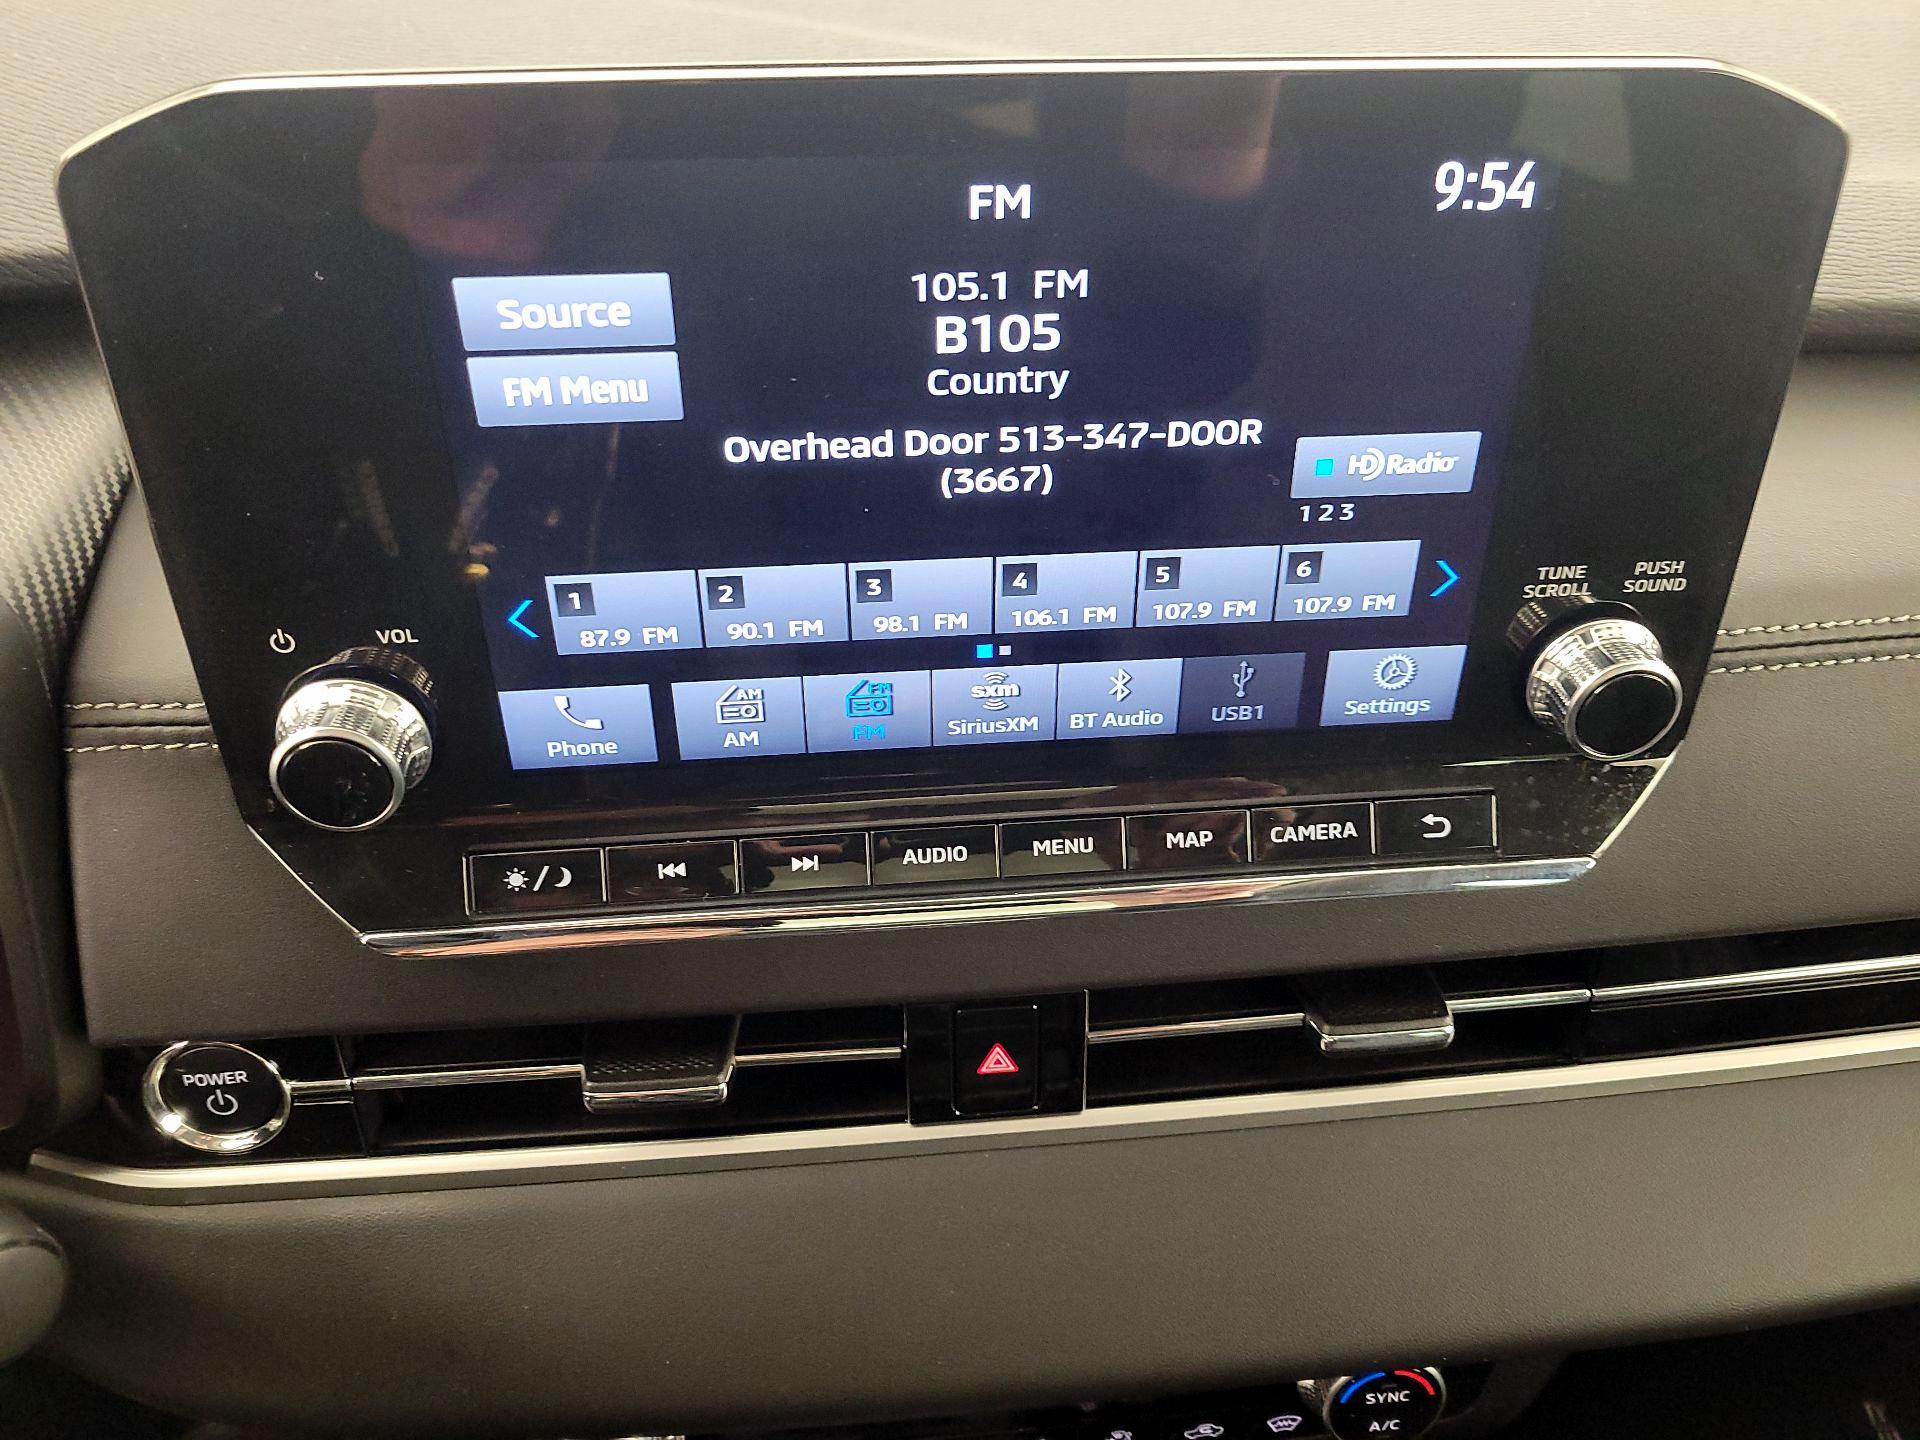 FM
9:54
105.1 FM
B105
Country
Source
FM Menu
Overhead Door 513-347-DOOR
(3667)
HD Radio
1 2 3
1
87.9 FM
2
90.1 FM
3
98.1 FM
4
106.1 FM
5
107.9 FM
6
107.9 FM
TUNE
SCROLL
PUSH
SOUND
VOL
Phone
AM
AM
FM
FM
sxm
SiriusXM
BT Audio
USB1
Settings
AUDIO
MENU
MAP
CAMERA
POWER
SYNC
A/C